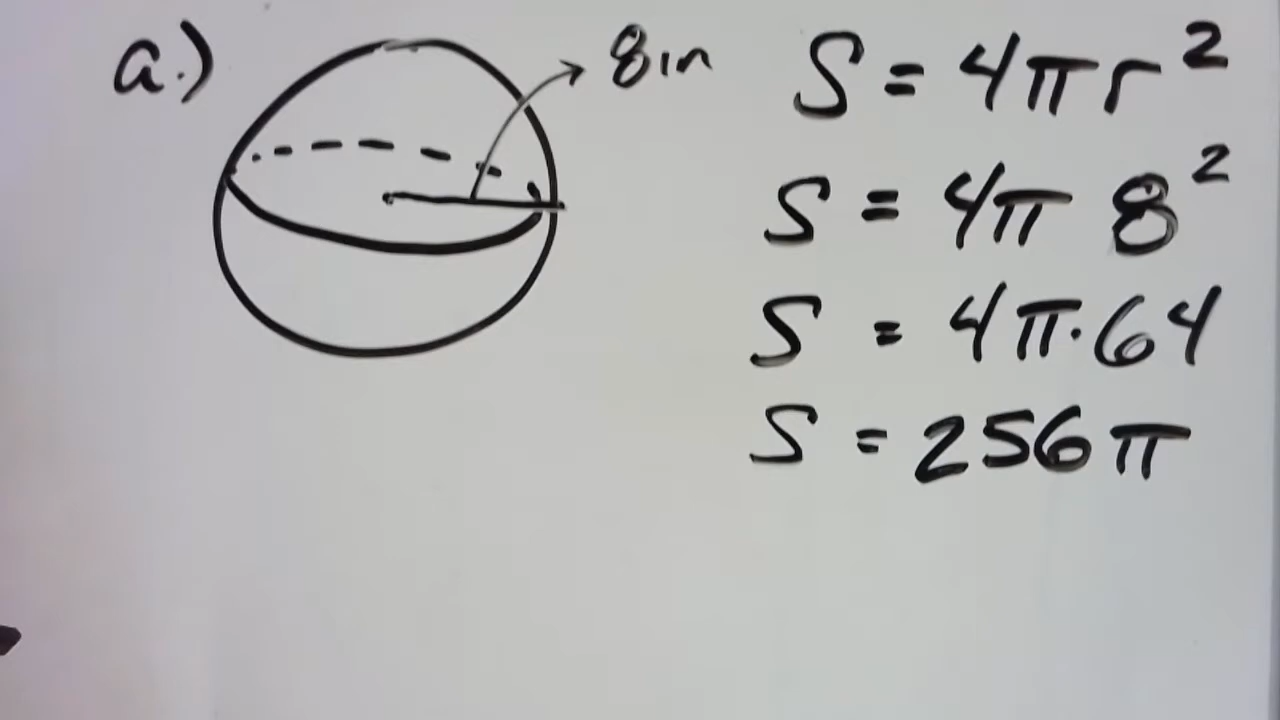 a.)
8in
S = 4πr²
S = 4π 8²
S = 4π·64
S = 256π